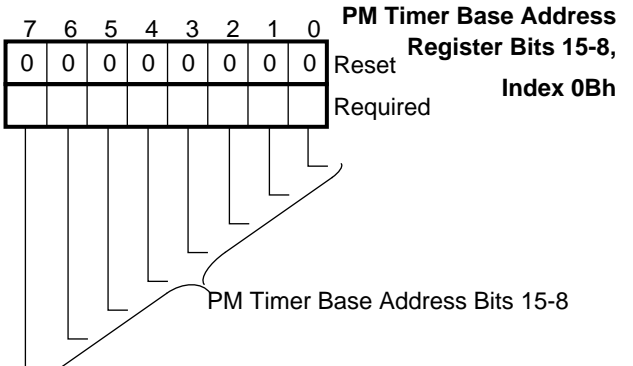 PM Timer Base Address
Register Bits 15-8,
Index 0Bh
7 6 5 4 3 2 1 0
0 0 0 0 0 0 0 0 Reset
Required
PM Timer Base Address Bits 15-8